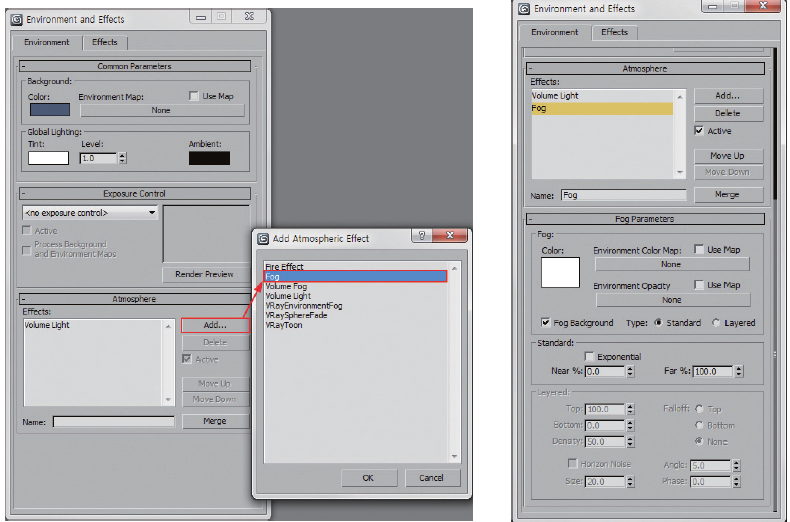 Environment and Effects
Environment Effects
- Common Parameters
Background:
Color: Environment Map: Use Map
None
Global Lighting:
Tint: Level: Ambient:
1.0
- Exposure Control
<no exposure control>
Active
Process Background
and Environment Maps
Render Preview
- Atmosphere
Effects:
Volume Light
Add...
Delete
Active
Move Up
Move Down
Name:
Merge
Add Atmospheric Effect
Fire Effect
Fog
Volume Fog
Volume Light
VRayEnvironmentFog
VRaySphereFade
VRayToon
OK Cancel
Environment and Effects
Environment Effects
- Atmosphere
Effects:
Volume Light
Fog
Add...
Delete
Active
Move Up
Move Down
Name: Fog
Merge
- Fog Parameters
Fog:
Color: Environment Color Map: Use Map
None
Environment Opacity Use Map
None
Fog Background Type: Standard Layered
Standard:
Exponential
Near %: 0.0 Far %: 100.0
Layered:
Top: 100.0 Falloff: Top
Bottom: 0.0 Bottom
Density: 50.0 None
Horizon Noise Angle: 5.0
Size: 20.0 Phase: 0.0